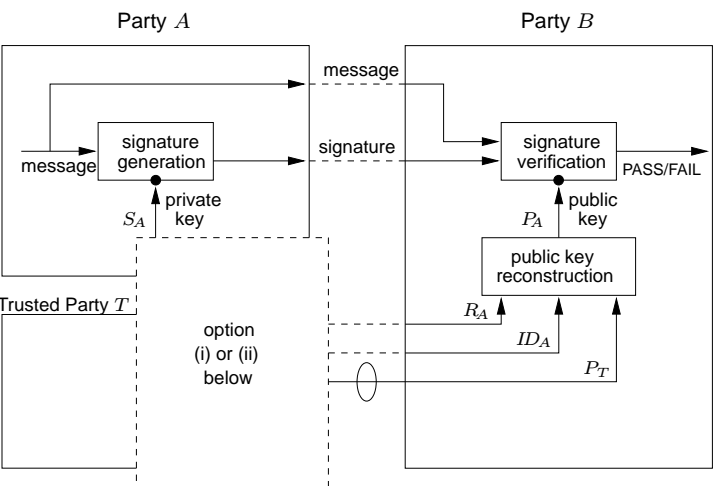 Party A
Party B
message
message
signature
generation
signature
signature
verification
PASS/FAIL
private
key
S_A
public
key
P_A
public key
reconstruction
Trusted Party T
option
(i) or (ii)
below
R_A
ID_A
P_T